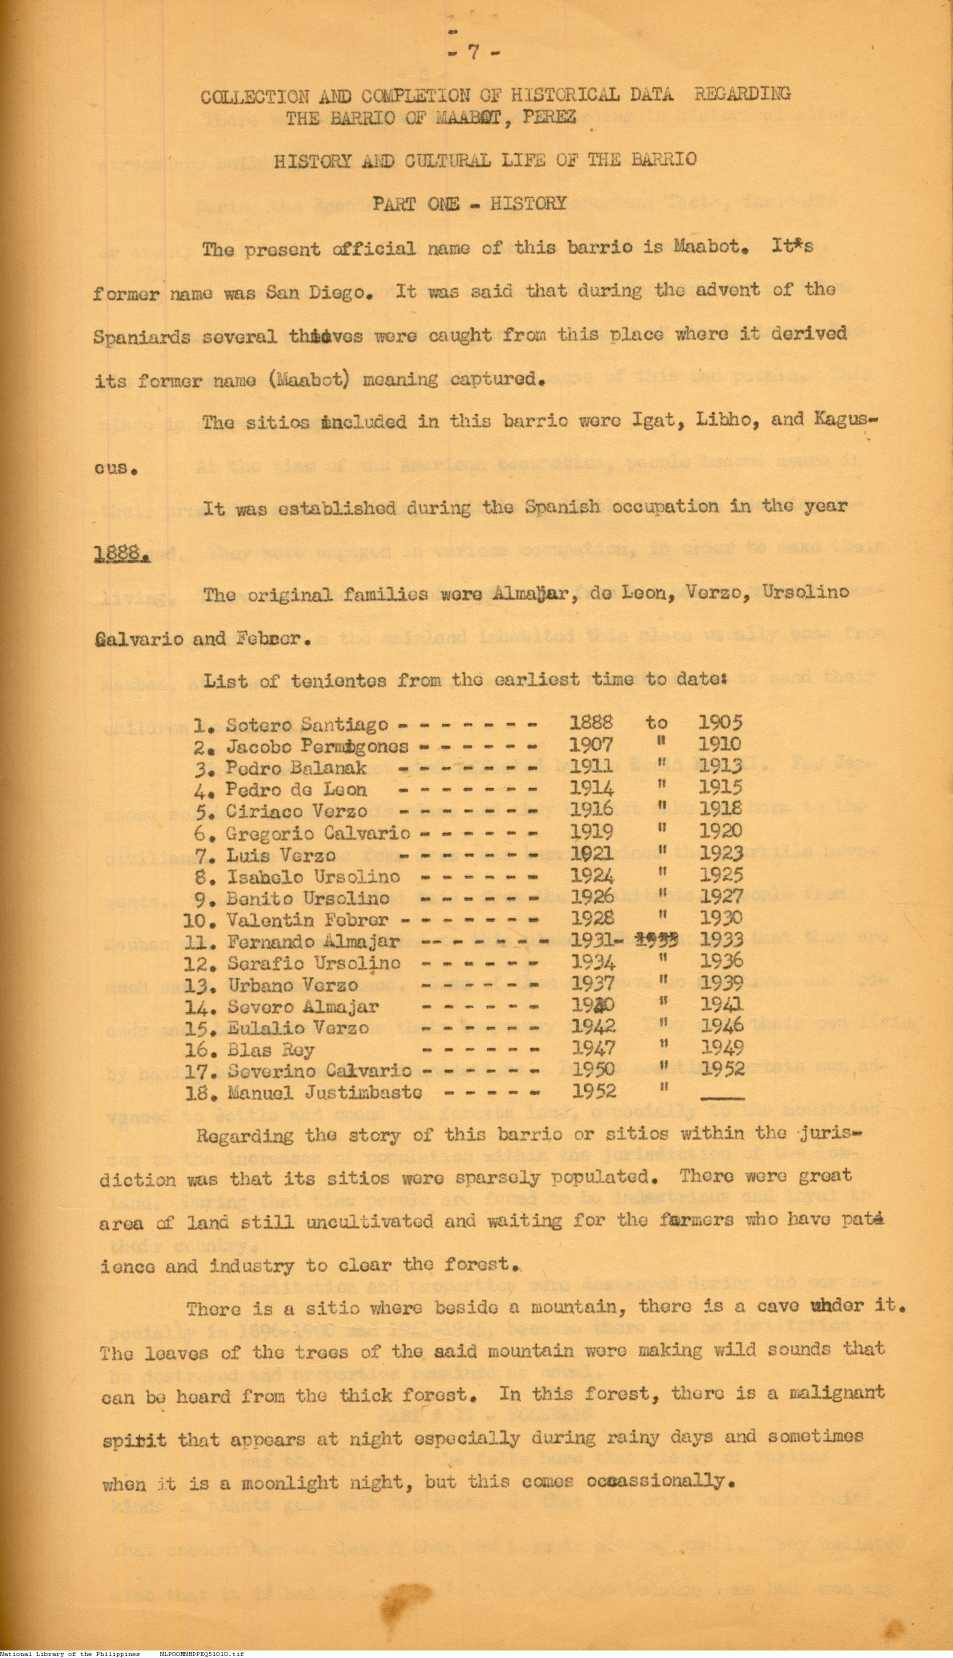 - 7 -
COLLECTION AND COMPLETION OF HISTORICAL DATA REGARDING
THE BARRIO OF MAABOT, PEREZ
HISTORY AND CULTURAL LIFE OF THE BARRIO
PART ONE - HISTORY
The present official name of this barrio is Maabot. It*s
former name was San Diego. It was said that during the advent of the
Spaniards several thieves were caught from this place where it derived
its former name (Maabot) meaning captured.
The sitios included in this barrio were Igat, Libho, and Kagus-
cus.
It was established during the Spanish occupation in the year
1888.
The original families were Almajar, de Leon, Verzo, Ursolino
Calvario and Febrer.
List of tenientes from the earliest time to date:
1. Sotero Santiago - - - - - - - 1888 to 1905
2. Jacobo Permigones - - - - - - 1907 " 1910
3. Pedro Balanak - - - - - - - 1911 " 1913
4. Pedro de Leon - - - - - - - 1914 " 1915
5. Ciriaco Verzo - - - - - - - 1916 " 1918
6. Gregorio Calvario - - - - - - 1919 " 1920
7. Luis Verzo - - - - - - - 1921 " 1923
8. Isabelo Ursolino - - - - - - 1924 " 1925
9. Benito Ursolino - - - - - - 1926 " 1927
10. Valentin Febrer - - - - - - - 1928 " 1930
11. Fernando Almajar -- - - - - - 1931- 1933 1933
12. Serafio Ursolino - - - - - - 1934 " 1936
13. Urbano Verzo - - - - - - 1937 " 1939
14. Severo Almajar - - - - - - 1940 " 1941
15. Eulalio Verzo - - - - - - 1942 " 1946
16. Blas Rey - - - - - - 1947 " 1949
17. Severino Calvario - - - - - - 1950 " 1952
18. Manuel Justimbaste - - - - - 1952 " ____
Regarding the story of this barrio or sitios within the juris-
diction was that its sitios were sparsely populated. There were great
area of land still uncultivated and waiting for the farmers who have pat-
ience and industry to clear the forest.
There is a sitio where beside a mountain, there is a cave under it.
The leaves of the trees of the said mountain were making wild sounds that
can be heard from the thick forest. In this forest, there is a malignant
spirit that appears at night especially during rainy days and sometimes
when it is a moonlight night, but this comes occassionally.
National Library of the Philippines